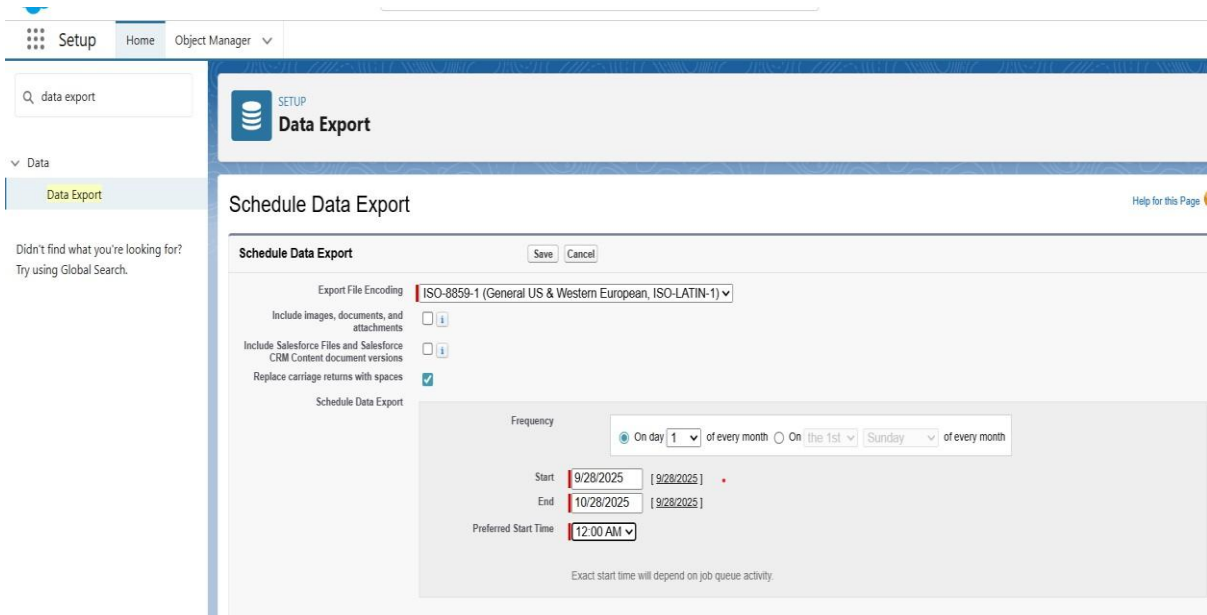 Setup Home Object Manager
data export
SETUP
Data Export
Data
Data Export
Schedule Data Export
Help for this Page
Didn't find what you're looking for?
Try using Global Search.
Schedule Data Export Save Cancel
Export File Encoding ISO-8859-1 (General US & Western European, ISO-LATIN-1)
Include images, documents, and
attachments i
Include Salesforce Files and Salesforce
CRM Content document versions i
Replace carriage returns with spaces
Schedule Data Export
Frequency
On day 1 of every month On the 1st Sunday of every month
Start 9/28/2025 [ 9/28/2025 ]
End 10/28/2025 [ 9/28/2025 ]
Preferred Start Time 12:00 AM
Exact start time will depend on job queue activity.